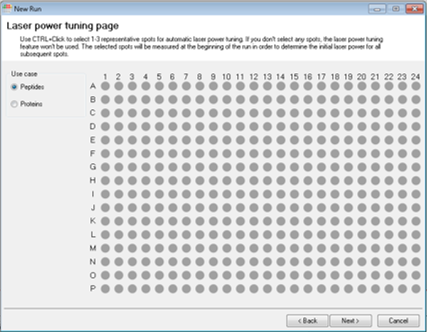 New Run
Laser power tuning page
Use CTRL+Click to select 1-3 representative spots for automatic laser power tuning. If you don't select any spots, the laser power tuning
feature won't be used. The selected spots will be measured at the beginning of the run in order to determine the initial laser power for all
subsequent spots.
Use case
Peptides
Proteins
1 2 3 4 5 6 7 8 9 10 11 12 13 14 15 16 17 18 19 20 21 22 23 24
A
B
C
D
E
F
G
H
I
J
K
L
M
N
O
P
< Back Next > Cancel